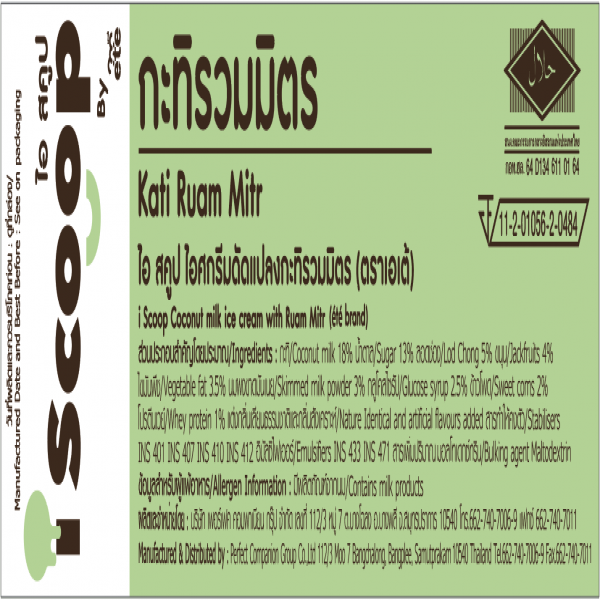 ไอ สคูป
i scoop
By été
วันที่ผลิตและควรบริโภคก่อน : ดูที่กล่อง/
Manufactured Date and Best Before : See on packaging
กะทิรวมมิตร
Kati Ruam Mitr
ไอ สคูป ไอศกรีมดัดแปลงกะทิรวมมิตร (ตราเอเต้)
i Scoop Coconut milk ice cream with Ruam Mitr (été brand)
ส่วนประกอบสำคัญโดยประมาณ/Ingredients : กะทิ/Coconut milk 18% น้ำตาล/Sugar 13% ลอดช่อง/Lod Chong 5% ขนุน/Jackfruits 4%
ไขมันพืช/Vegetable fat 3.5% นมผงขาดมันเนย/Skimmed milk powder 3% กลูโคสไซรัป/Glucose syrup 2.5% ข้าวโพด/Sweet corns 2%
โปรตีนเวย์/Whey protein 1% แต่งกลิ่นเลียนธรรมชาติและกลิ่นสังเคราะห์/Nature Identical and artificial flavours added สารทำให้คงตัว/Stabilisers
INS 401 INS 407 INS 410 INS 412 อิมัลซิไฟเออร์/Emulsifiers INS 433 INS 471 สารเพิ่มปริมาณ มอลโทเดกซ์ทริน/Bulking agent Maltodextrin
ข้อมูลสำหรับผู้แพ้อาหาร/Allergen Information : มีผลิตภัณฑ์จากนม/Contains milk products
ผลิตและจำหน่ายโดย : บริษัท เพอร์เฟค คอมพาเนียน กรุ๊ป จำกัด เลขที่ 112/3 หมู่ 7 ต.บางโฉลง อ.บางพลี จ.สมุทรปราการ 10540 โทร.662-740-7006-9 แฟกซ์ 662-740-7011
Manufactured & Distributed by : Perfect Companion Group Co.,Ltd 112/3 Moo 7 Bangchalong, Bangplee, Samutprakarn 10540 Thailand Tel.662-740-7006-9 Fax.662-740-7011
حلال
กอท.ฮล. 64 D134 611 01 64
11-2-01056-2-0484